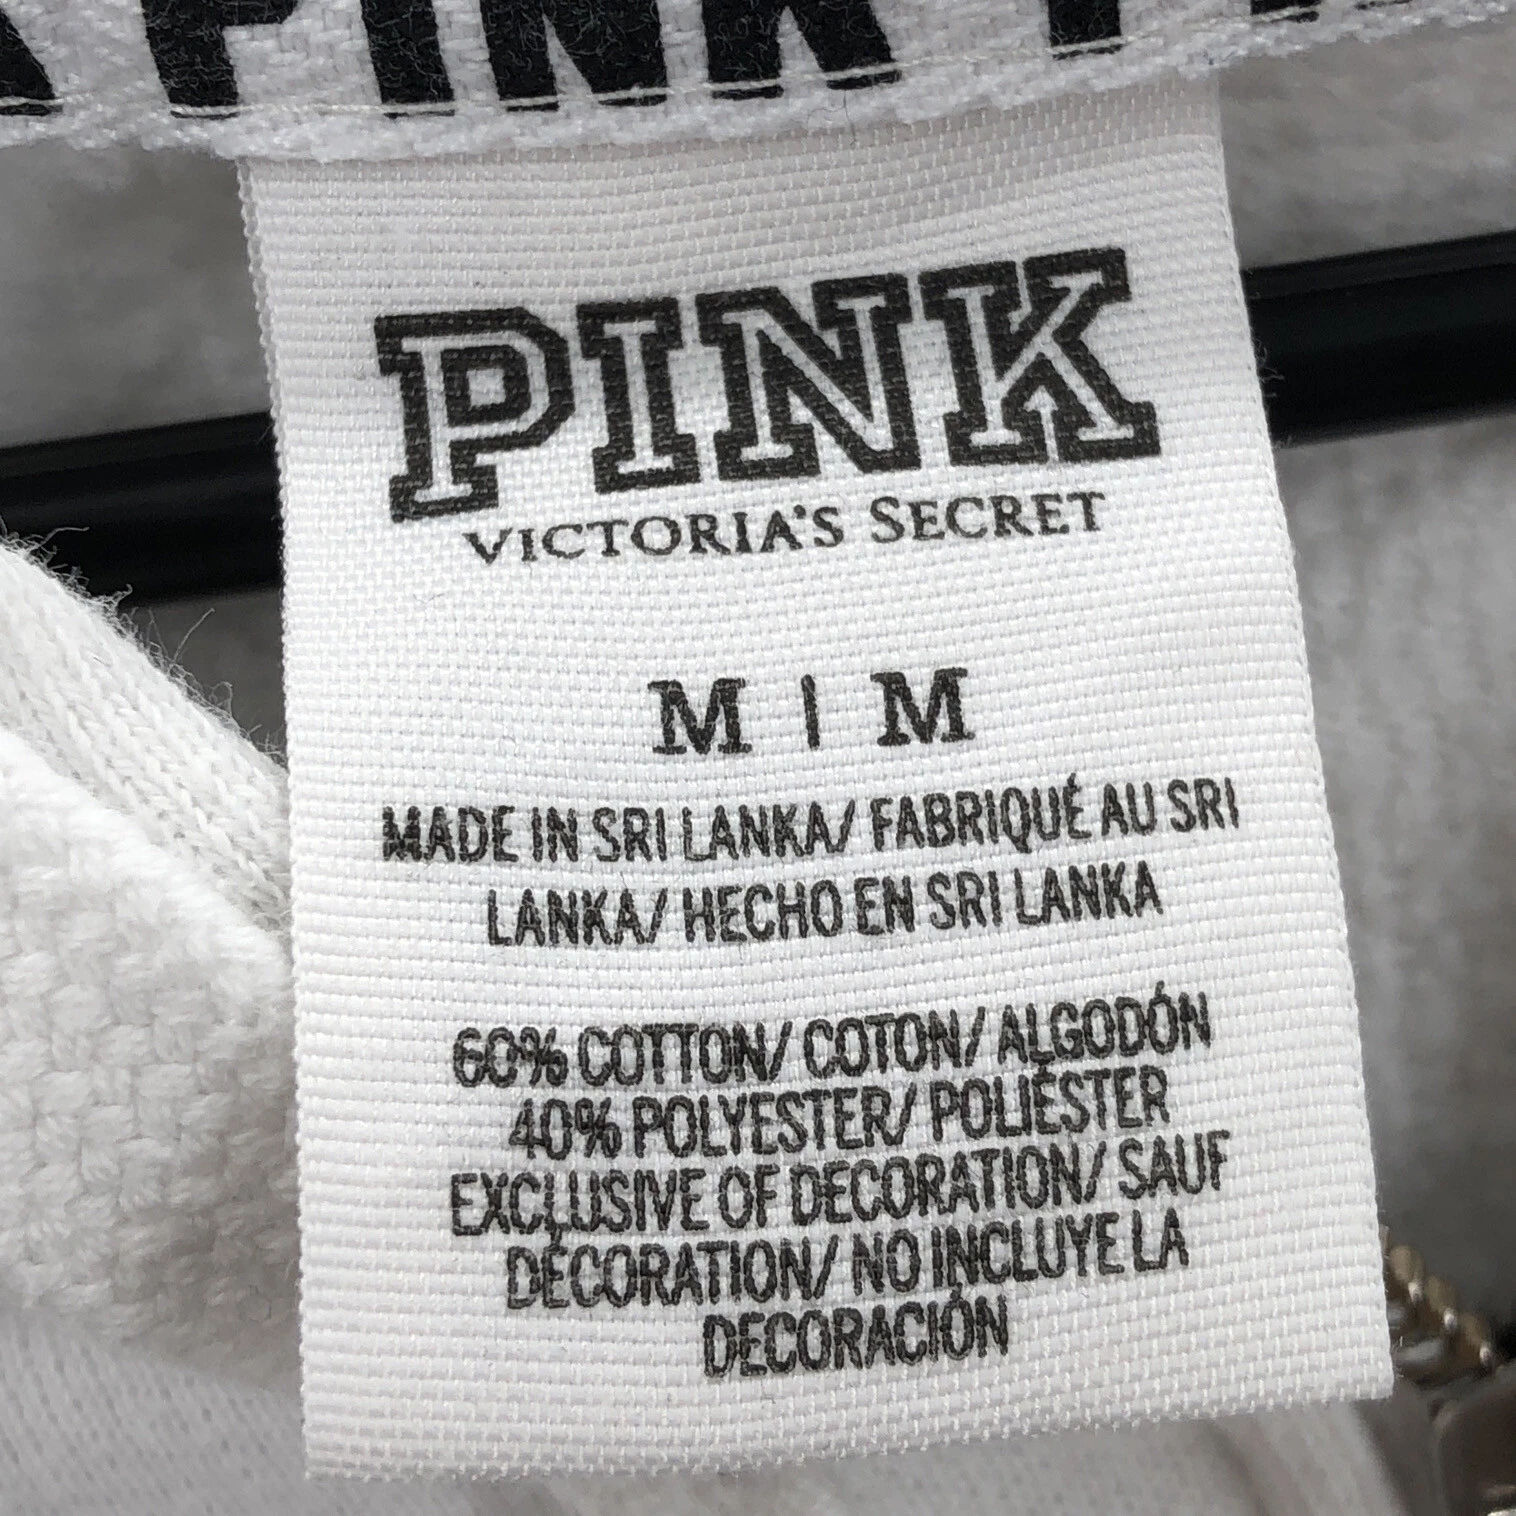 PINK
PINK
VICTORIA'S SECRET
M | M
MADE IN SRI LANKA/ FABRIQUÉ AU SRI
LANKA/ HECHO EN SRI LANKA
60% COTTON/ COTON/ ALGODÓN
40% POLYESTER/ POLIÉSTER
EXCLUSIVE OF DECORATION/ SAUF
DÉCORATION/ NO INCLUYE LA
DECORACIÓN